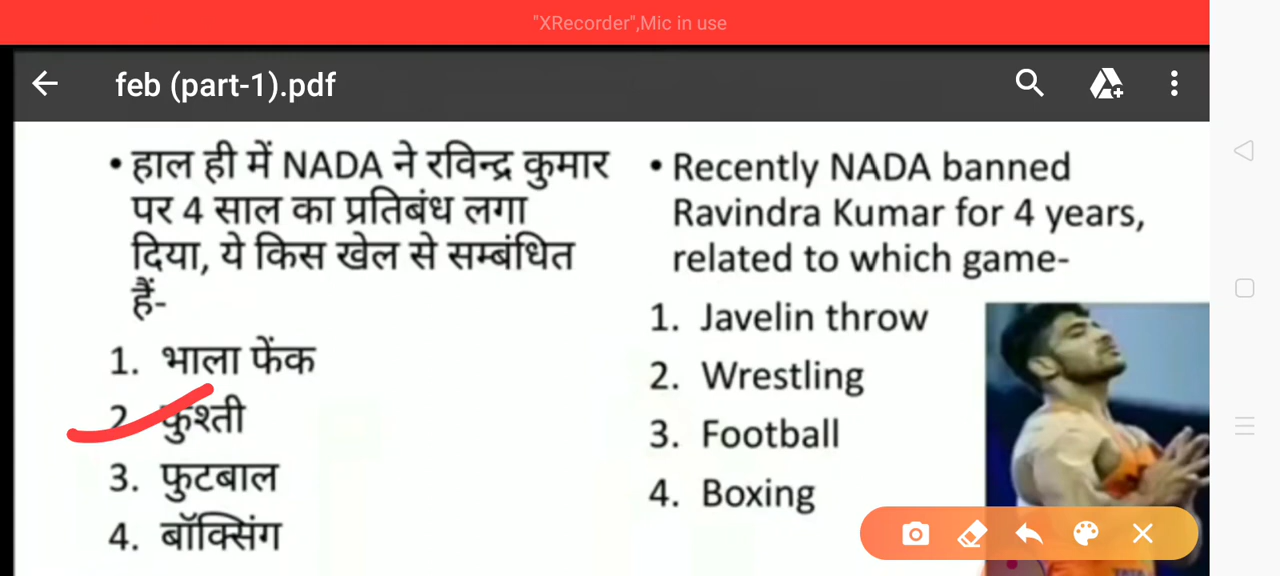 "XRecorder",Mic in use
feb (part-1).pdf
• हाल ही में NADA ने रविन्द्र कुमार
पर 4 साल का प्रतिबंध लगा
दिया, ये किस खेल से सम्बंधित
हैं-
1. भाला फेंक
2. कुश्ती
3. फुटबाल
4. बॉक्सिंग
• Recently NADA banned
Ravindra Kumar for 4 years,
related to which game-
1. Javelin throw
2. Wrestling
3. Football
4. Boxing
TATA